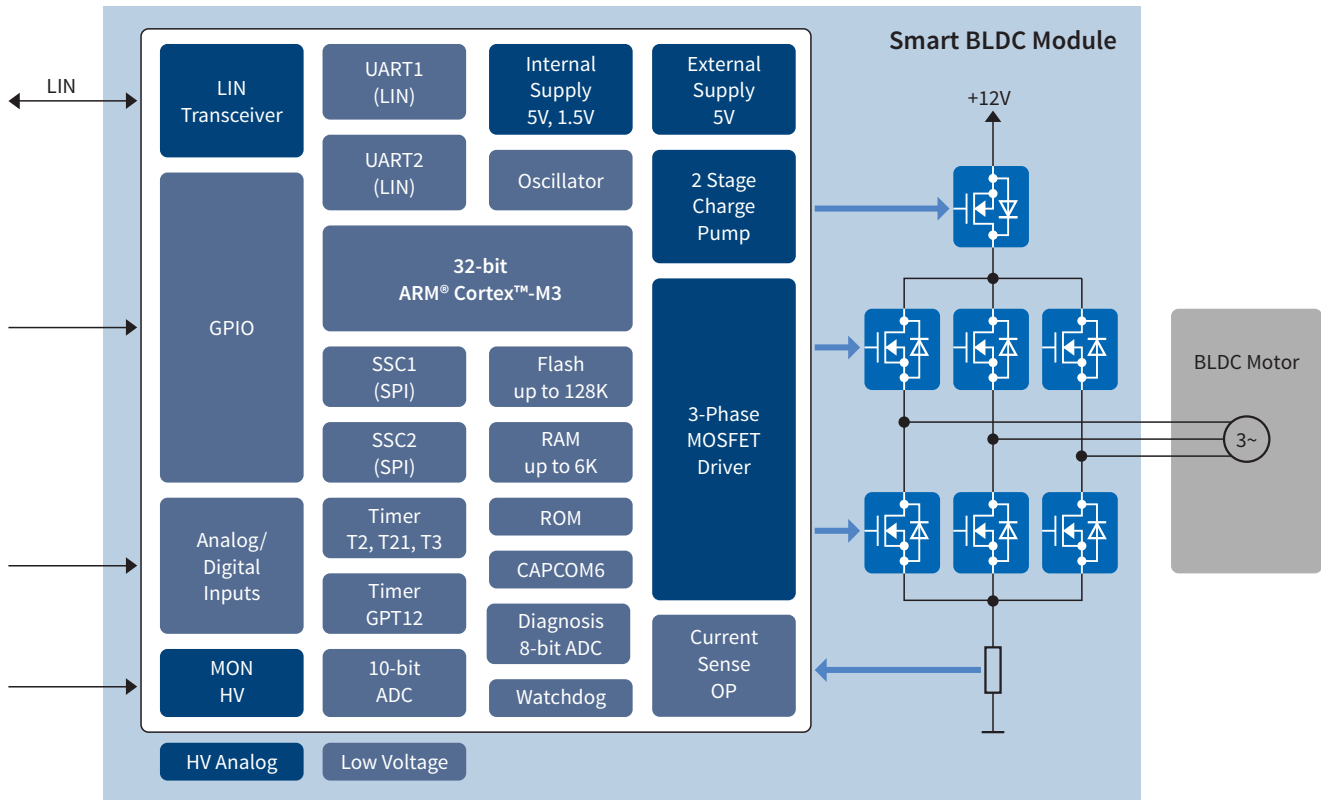 Smart BLDC Module
LIN
LIN
Transceiver
UART1
(LIN)
Internal
Supply
5V, 1.5V
External
Supply
5V
+12V
UART2
(LIN)
Oscillator
2 Stage
Charge
Pump
GPIO
32-bit
ARM® Cortex™-M3
SSC1
(SPI)
Flash
up to 128K
3-Phase
MOSFET
Driver
BLDC Motor
3~
SSC2
(SPI)
RAM
up to 6K
Analog/
Digital
Inputs
Timer
T2, T21, T3
ROM
CAPCOM6
Timer
GPT12
Diagnosis
8-bit ADC
Current
Sense
OP
MON
HV
10-bit
ADC
Watchdog
HV Analog
Low Voltage